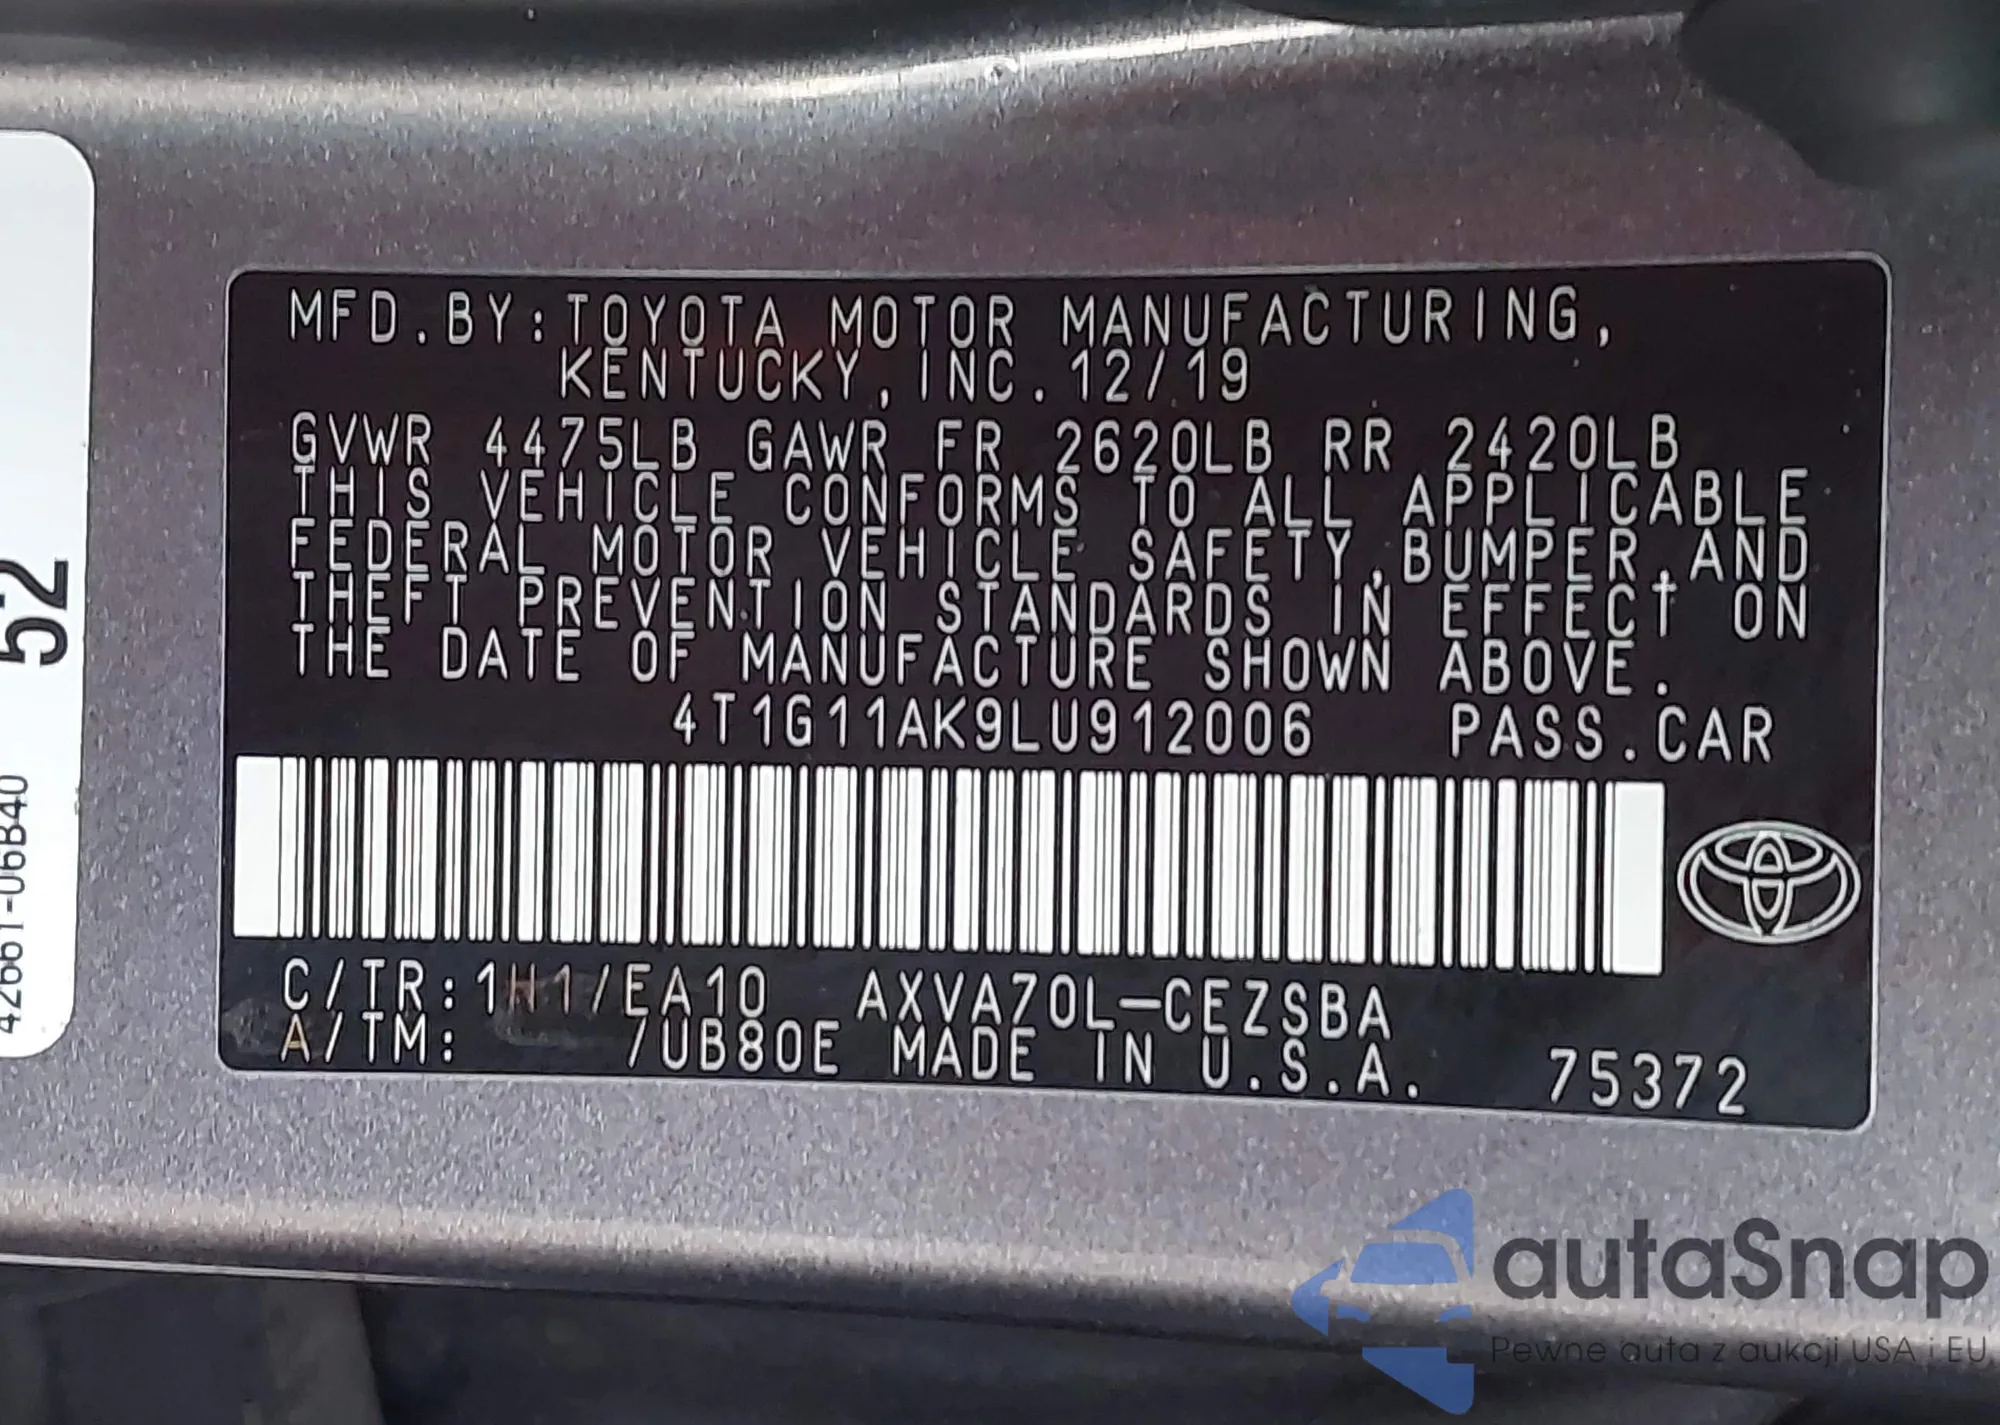 MFD.BY:TOYOTA MOTOR MANUFACTURING,
KENTUCKY,INC.12/19
GVWR 4475LB GAWR FR 2620LB RR 2420LB
THIS VEHICLE CONFORMS TO ALL APPLICABLE
FEDERAL MOTOR VEHICLE SAFETY,BUMPER,AND
THEFT PREVENTION STANDARDS IN EFFECT ON
THE DATE OF MANUFACTURE SHOWN ABOVE.
4T1G11AK9LU912006 PASS.CAR
C/TR:1H1/EA10 AXVA70L-CEZSBA
A/TM: /UB80E MADE IN U.S.A. 75372
52
42661-06B40
autaSnap
Pewne auta z aukcji USA i EU